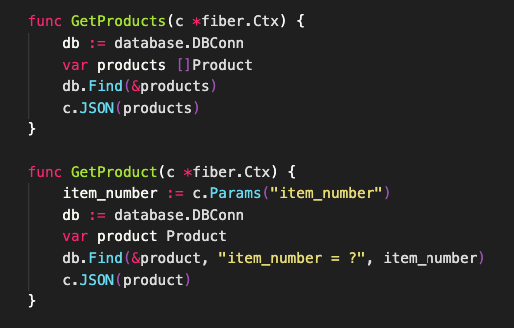 func GetProducts(c *fiber.Ctx) {
    db := database.DBConn
    var products []Product
    db.Find(&products)
    c.JSON(products)
}

func GetProduct(c *fiber.Ctx) {
    item_number := c.Params("item_number")
    db := database.DBConn
    var product Product
    db.Find(&product, "item_number = ?", item_number)
    c.JSON(product)
}